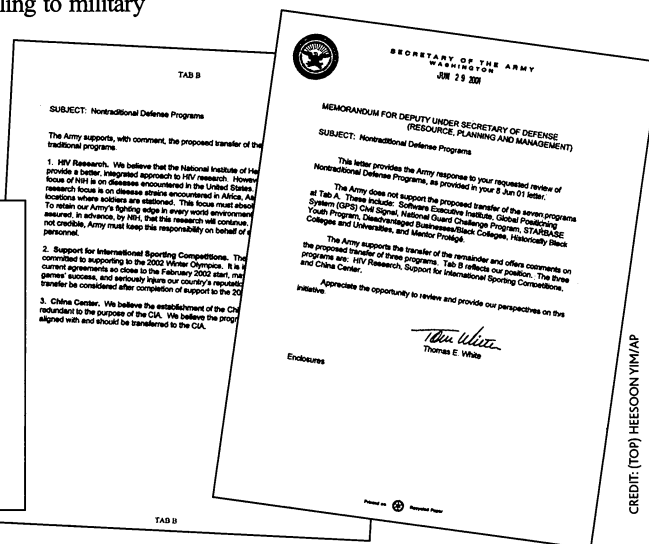 ling to military
TAB B
SUBJECT: Nontraditional Defense Programs
The Army supports, with comment, the proposed transfer of the
traditional programs.
1. HIV Research. We believe that the National Institute of He
provide a better, integrated approach to HIV research. Howev
focus of NIH is on diseases encountered in the United States.
research focus is on disease strains encountered in Africa, As
locations where soldiers are stationed. This focus must absol
To retain our Army's fighting edge in every world environment
assured, in advance, by NIH, that this research will continue.
not credible, Army must keep this responsibility on behalf of
personnel.
2. Support for International Sporting Competitions. The
committed to supporting to the 2002 Winter Olympics. It is
current agreements so close to the February 2002 start, may
games' success, and seriously injure our country's reputatio
transfer be considered after completion of support to the 20
3. China Center. We believe the establishment of the Chi
redundant to the purpose of the CIA. We believe the progr
aligned with and should be transferred to the CIA.
TAB B
SECRETARY OF THE ARMY
WASHINGTON
JUN 29 2001
MEMORANDUM FOR DEPUTY UNDER SECRETARY OF DEFENSE
(RESOURCE, PLANNING AND MANAGEMENT)
SUBJECT: Nontraditional Defense Programs
This letter provides the Army response to your requested review of
Nontraditional Defense Programs, as provided in your 8 Jun 01 letter.
The Army does not support the proposed transfer of the seven programs
at Tab A. These include: Software Executive Institute, Global Positioning
System (GPS) Civil Signal, National Guard Challenge Program, STARBASE
Youth Program, Disadvantaged Businesses/Black Colleges, Historically Black
Colleges and Universities, and Mentor Protégé.
The Army supports the transfer of the remainder and offers comments on
the proposed transfer of three programs. Tab B reflects our position. The three
programs are: HIV Research, Support for International Sporting Competitions,
and China Center.
Appreciate the opportunity to review and provide our perspectives on this
initiative.
Tom White
Thomas E. White
Enclosures
Printed on Recycled Paper
CREDIT: (TOP) HEESOON YIM/AP